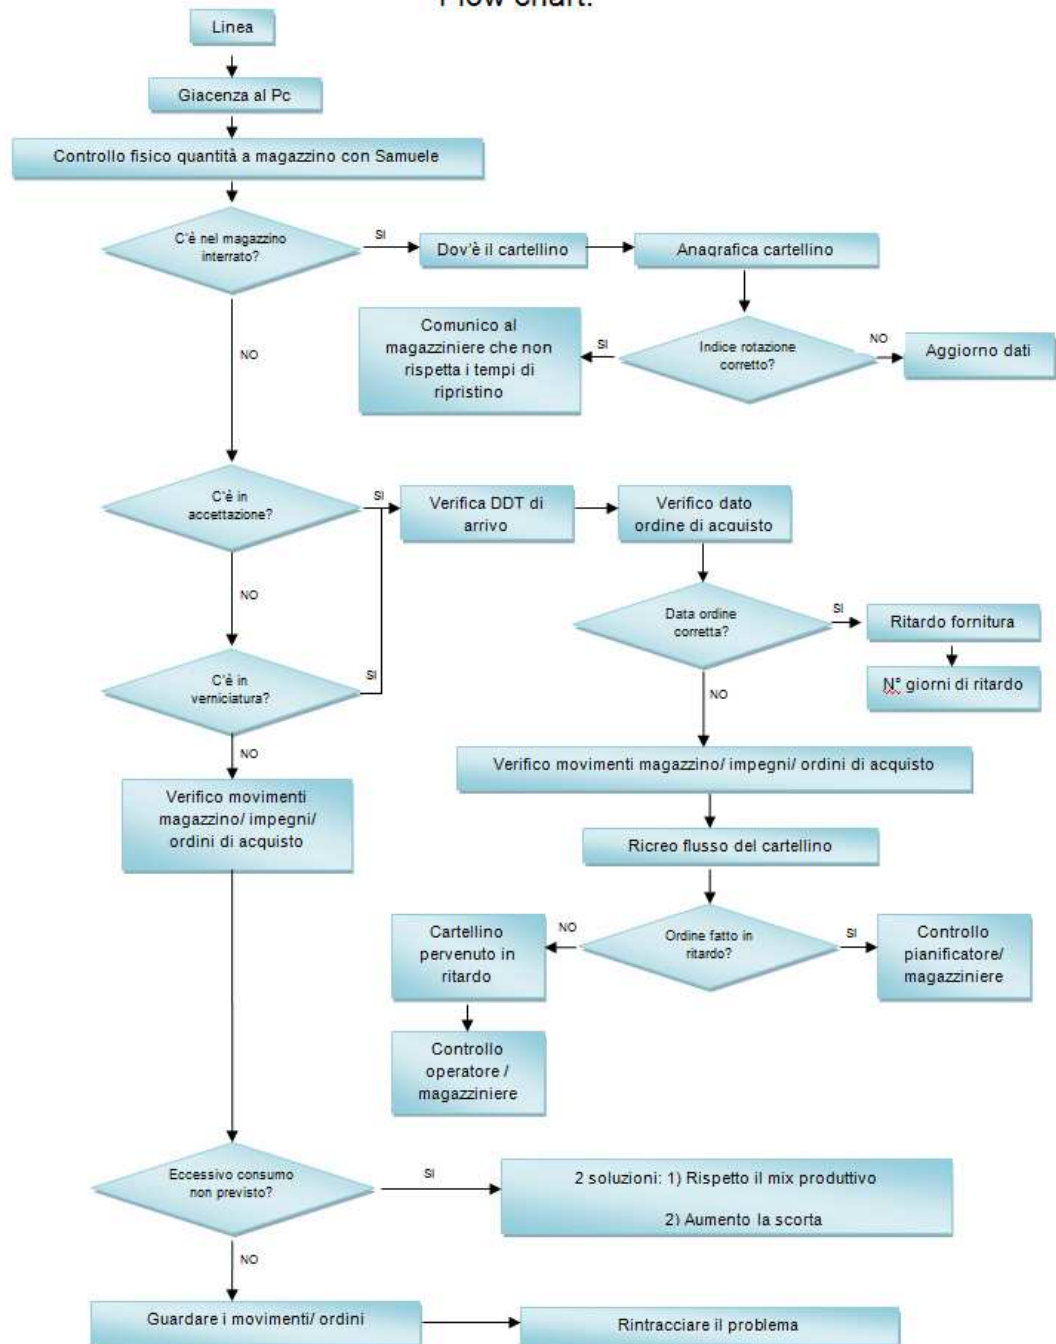 Flow chart:
Linea
Giacenza al Pc
Controllo fisico quantità a magazzino con Samuele
C'è nel magazzino
interrato?
SI
Dov'è il cartellino
Anagrafica cartellino
NO
Comunico al
magazziniere che non
rispetta i tempi di
ripristino
SI
Indice rotazione
corretto?
NO
Aggiorno dati
C'è in
accettazione?
SI
Verifica DDT di
arrivo
Verifico dato
ordine di acquisto
NO
Data ordine
corretta?
SI
Ritardo fornitura
N° giorni di ritardo
C'è in
verniciatura?
SI
NO
NO
Verifico movimenti magazzino/ impegni/ ordini di acquisto
Verifico movimenti
magazzino/ impegni/
ordini di acquisto
Ricreo flusso del cartellino
Cartellino
pervenuto in
ritardo
NO
Ordine fatto in
ritardo?
SI
Controllo
pianificatore/
magazziniere
Controllo
operatore /
magazziniere
Eccessivo consumo
non previsto?
SI
2 soluzioni: 1) Rispetto il mix produttivo
2) Aumento la scorta
NO
Guardare i movimenti/ ordini
Rintracciare il problema